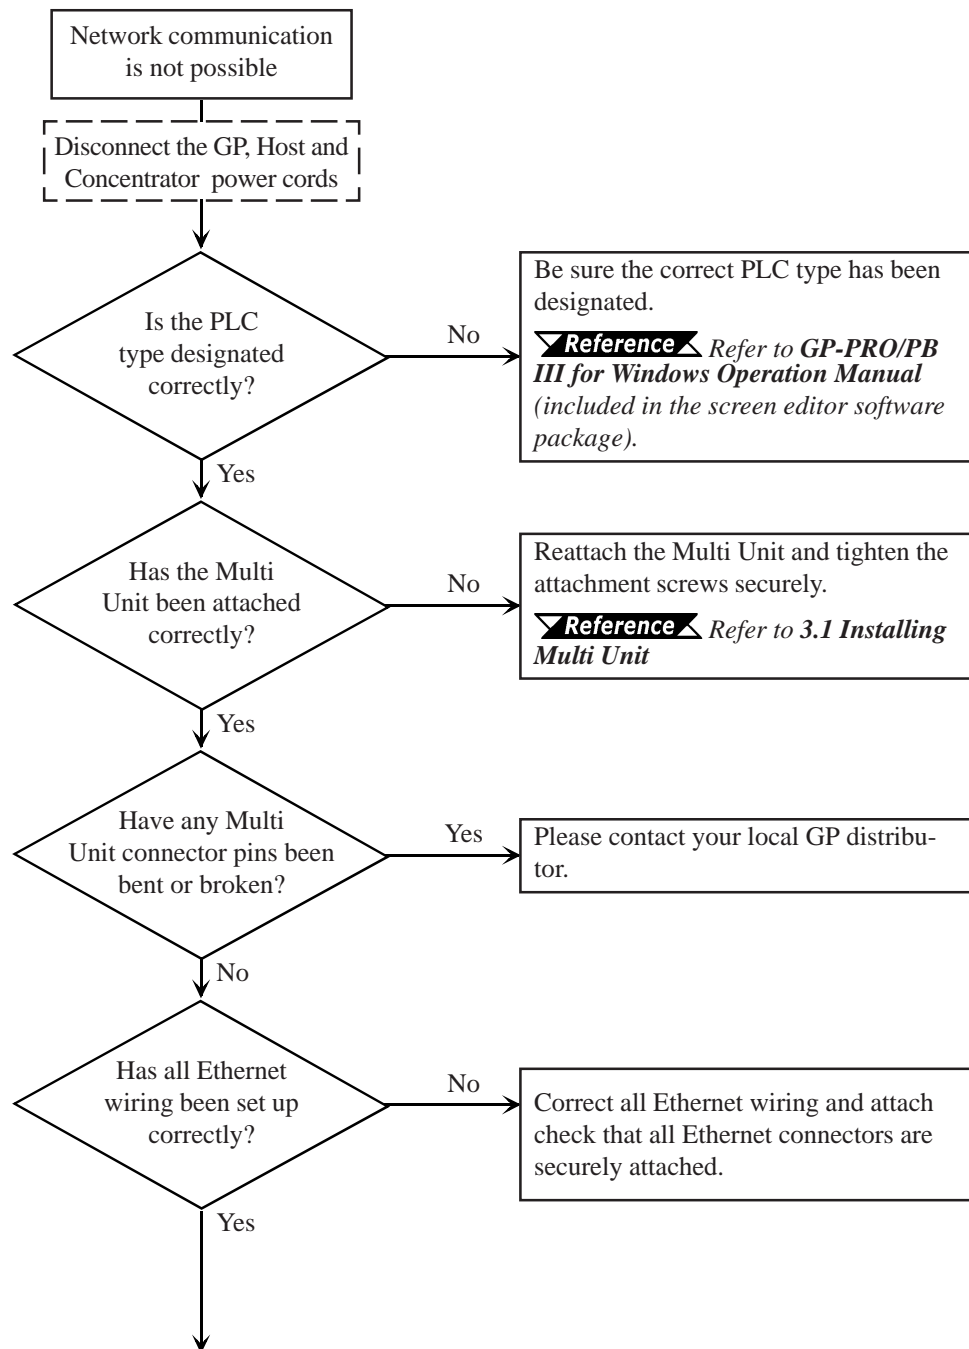 Network communication
is not possible
Disconnect the GP, Host and
Concentrator power cords
Is the PLC
type designated
correctly?
No
Be sure the correct PLC type has been
designated.
Reference Refer to GP-PRO/PB
III for Windows Operation Manual
(included in the screen editor software
package).
Yes
Has the Multi
Unit been attached
correctly?
No
Reattach the Multi Unit and tighten the
attachment screws securely.
Reference Refer to 3.1 Installing
Multi Unit
Yes
Have any Multi
Unit connector pins been
bent or broken?
Yes
Please contact your local GP distribu-
tor.
No
Has all Ethernet
wiring been set up
correctly?
No
Correct all Ethernet wiring and attach
check that all Ethernet connectors are
securely attached.
Yes